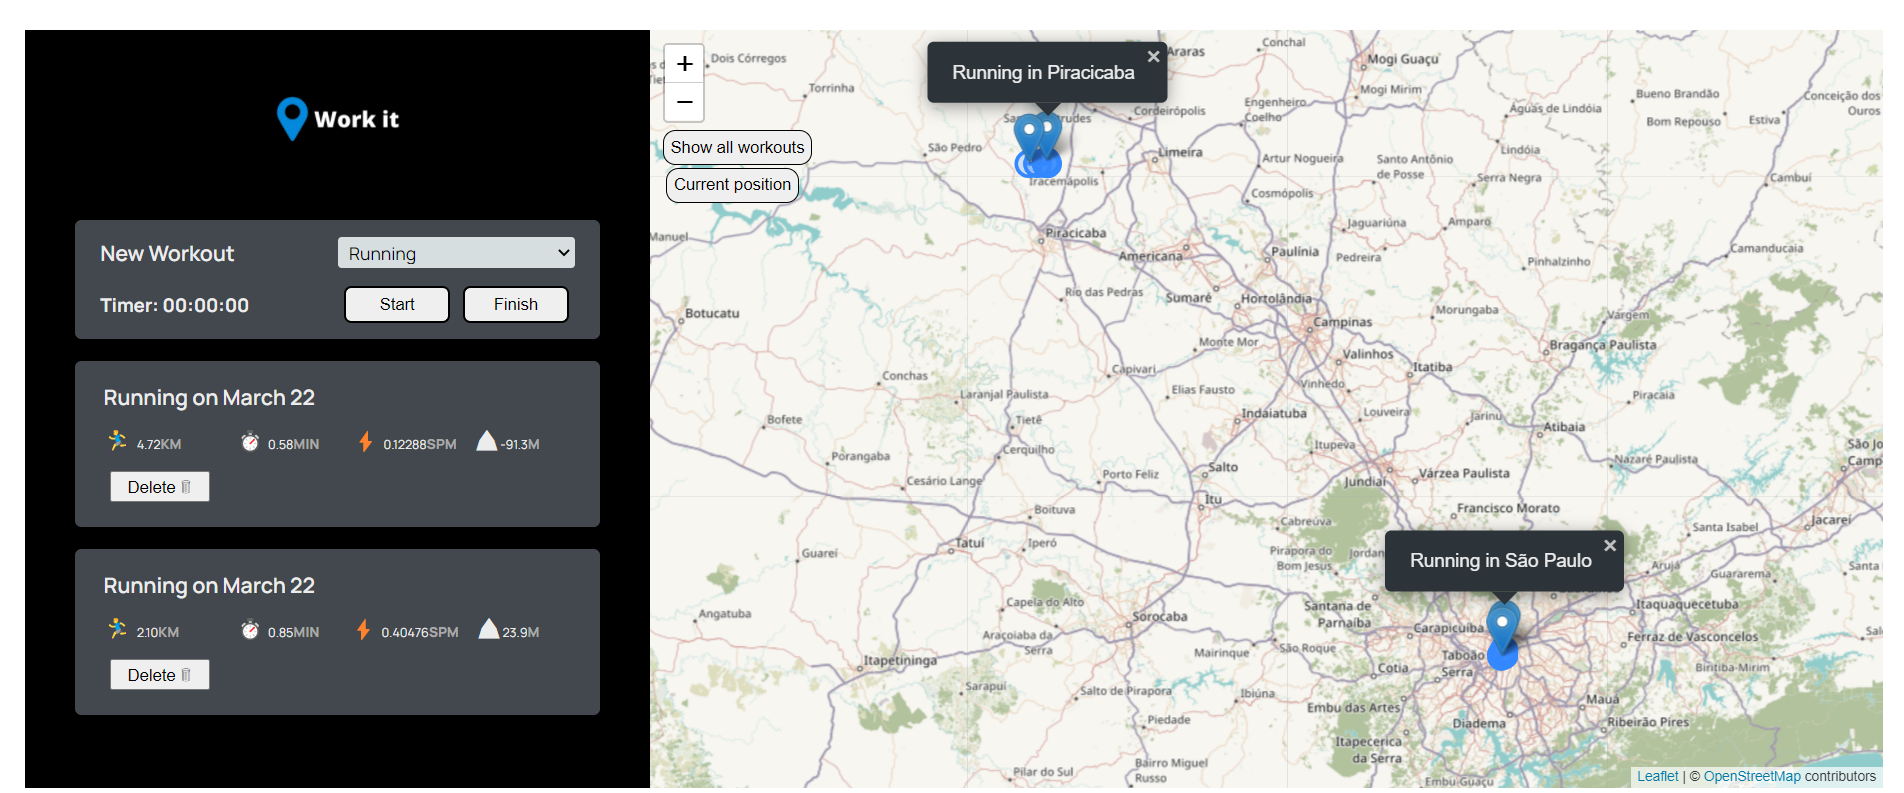 Work it
New Workout
Running
Timer: 00:00:00
Start
Finish
Running on March 22
4.72KM
0.58MIN
0.12288SPM
-91.3M
Delete
Running on March 22
2.10KM
0.85MIN
0.40476SPM
23.9M
Delete
+
−
Show all workouts
Current position
Running in Piracicaba
×
Running in São Paulo
×
Dois Córregos
Torrinha
São Pedro
Araras
Conchal
Mogi Guaçu
Mogi Mirim
Engenheiro
Coelho
Cordeirópolis
Limeira
Iracemápolis
Artur Nogueira
Cosmópolis
Santo Antônio
de Posse
Águas de Lindóia
Lindóia
Serra Negra
Bueno Brandão
Bom Repouso
Estiva
Conceição dos
Ouros
Cambuí
Manuel
Piracicaba
Americana
Paulínia
Jaguariúna
Pedreira
Amparo
Pinhalzinho
Camanducaia
Rio das Pedras
Sumaré
Hortolândia
Botucatu
Campinas
Morungaba
Vargem
Bragança Paulista
Monte Mor
Valinhos
Itatiba
Conchas
Capivari
Elias Fausto
Vinhedo
Laranjal Paulista
Piracaia
Bofete
Tietê
Indaiatuba
Louveira
Jarinu
Atibaia
Porangaba
Cerquilho
Itupeva
Nazaré Paulista
Cesário Lange
Porto Feliz
Salto
Várzea Paulista
Jundiaí
Itu
Boituva
Cabreúva
Francisco Morato
Santa Isabel
Jacareí
Guareí
Tatuí
Iperó
Pirapora do
Bom Jesus
Arujá
Guararema
Angatuba
Capela do Alto
Sorocaba
Santana de
Parnaíba
Carapicuíba
Itaquaquecetuba
Araçoiaba da
Serra
Ferraz de Vasconcelos
Itapetininga
Mairinque
São Roque
Cotia
Taboão
Serra
Biritiba-Mirim
Sarapuí
Salto de Pirapora
Ibiúna
Embu das Artes
Mauá
Diadema
Ribeirão Pires
Piedade
Itapecerica
da Serra
Pilar do Sul
Bairro Miguel
Russo
Embu-Guaçu
Leaflet | © OpenStreetMap contributors